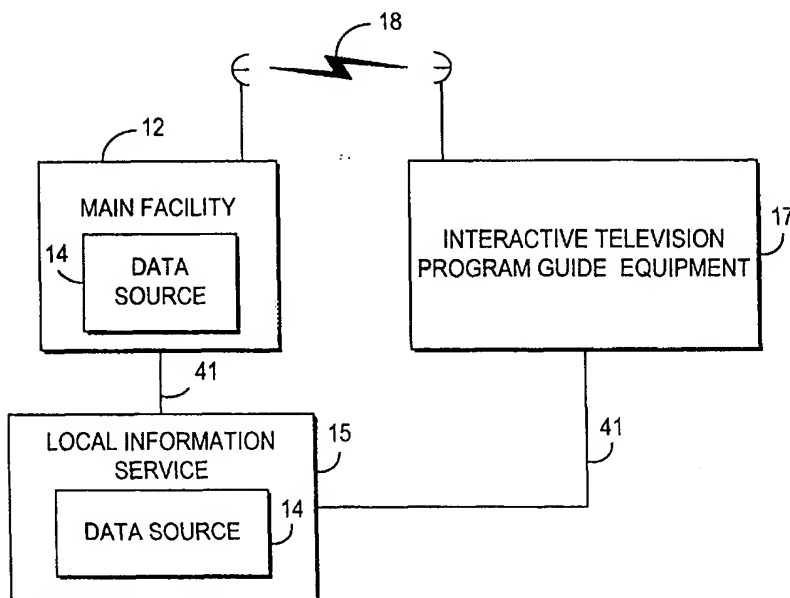 18
12
MAIN FACILITY
14
DATA
SOURCE
INTERACTIVE TELEVISION
PROGRAM GUIDE EQUIPMENT
17
41
LOCAL INFORMATION
SERVICE
15
41
DATA SOURCE
14